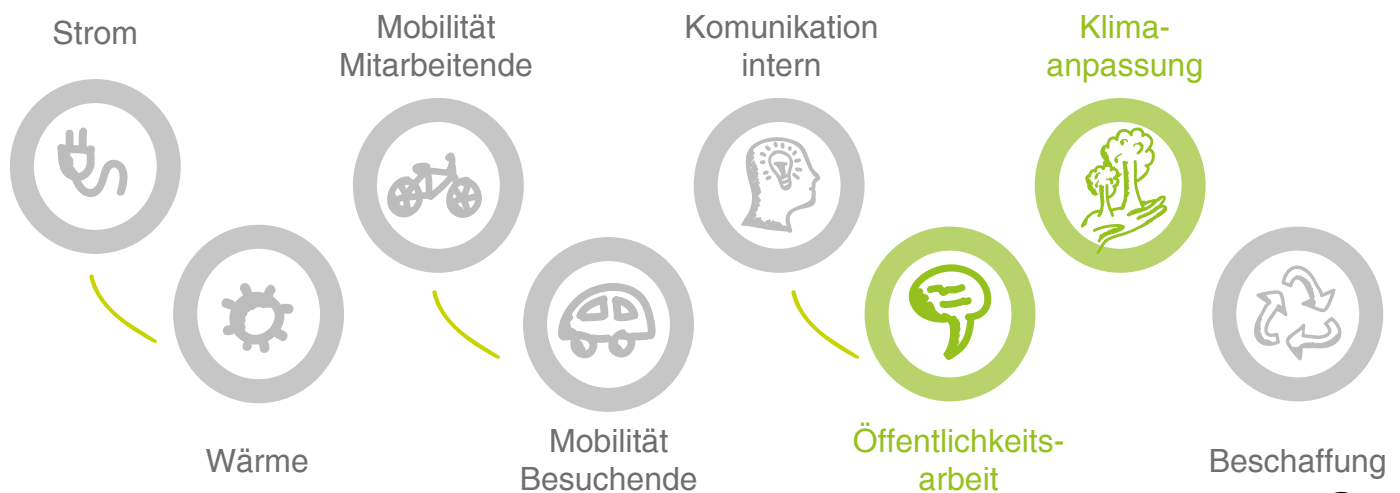 Strom
Wärme
Mobilität
Mitarbeitende
Mobilität
Besuchende
Komunikation
intern
Öffentlichkeits-
arbeit
Klima-
anpassung
Beschaffung